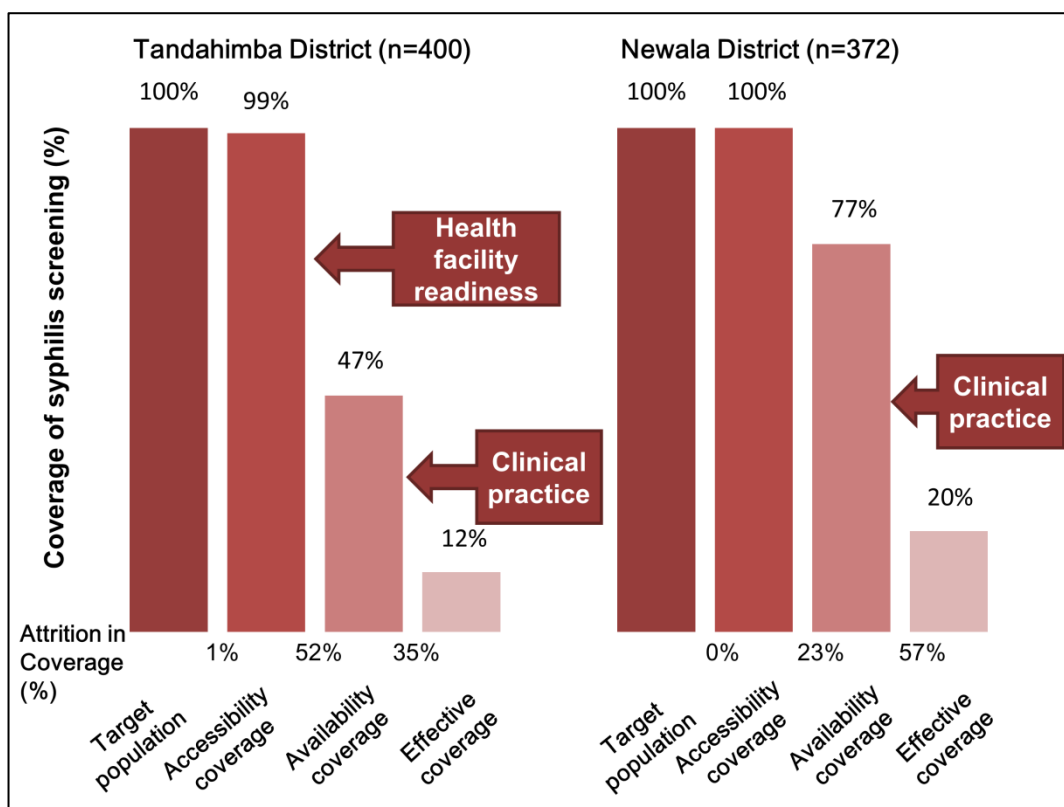 Tandahimba District (n=400)
100%
99%
47%
12%
Health
facility
readiness
Clinical
practice
Newala District (n=372)
100%
100%
77%
20%
Clinical
practice
Coverage of syphilis screening (%)
Attrition in
Coverage
(%)
1%
52%
35%
0%
23%
57%
Target
population
Accessibility
coverage
Availability
coverage
Effective
coverage
Target
population
Accessibility
coverage
Availability
coverage
Effective
coverage